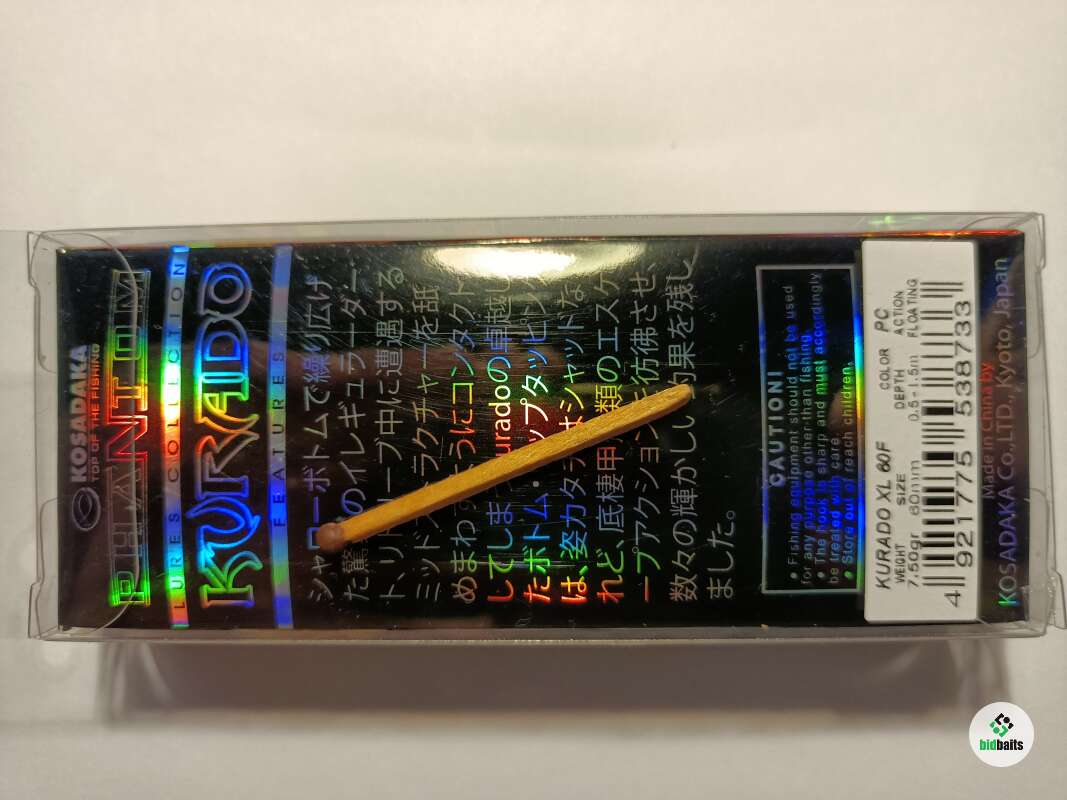 KOSADAKA
TOP OF THE FISHING
PHANTOM
LURES COLLECTION
KURADO
FEATURES
シャローボトムで繰り広げ
た驚のイレギュラーダー
トリトリーブ中に遭遇する
ミッドラクチャーを舐
めまわすようにコンタクト
してしまuradoの卓越し
たボトム・ップタッピン
は、姿カタチはシャッドな
れど、底棲甲類のエスケ
ープアクションを彷彿させ、
数々の輝かしい釣果を残し
ました。
CAUTION!
• Fishing equipment should not be used
for any purpose other than fishing.
• The hook is sharp and must accordingly
be treated with care.
• Store out of reach children.
KURADO XL 60F COLOR PC
WEIGHT SIZE DEPTH ACTION
7.50gr 60mm 0.5-1.5m FLOATING
4 921775 538733
Made in China by
KOSADAKA Co.LTD., Kyoto, Japan
bidbaits